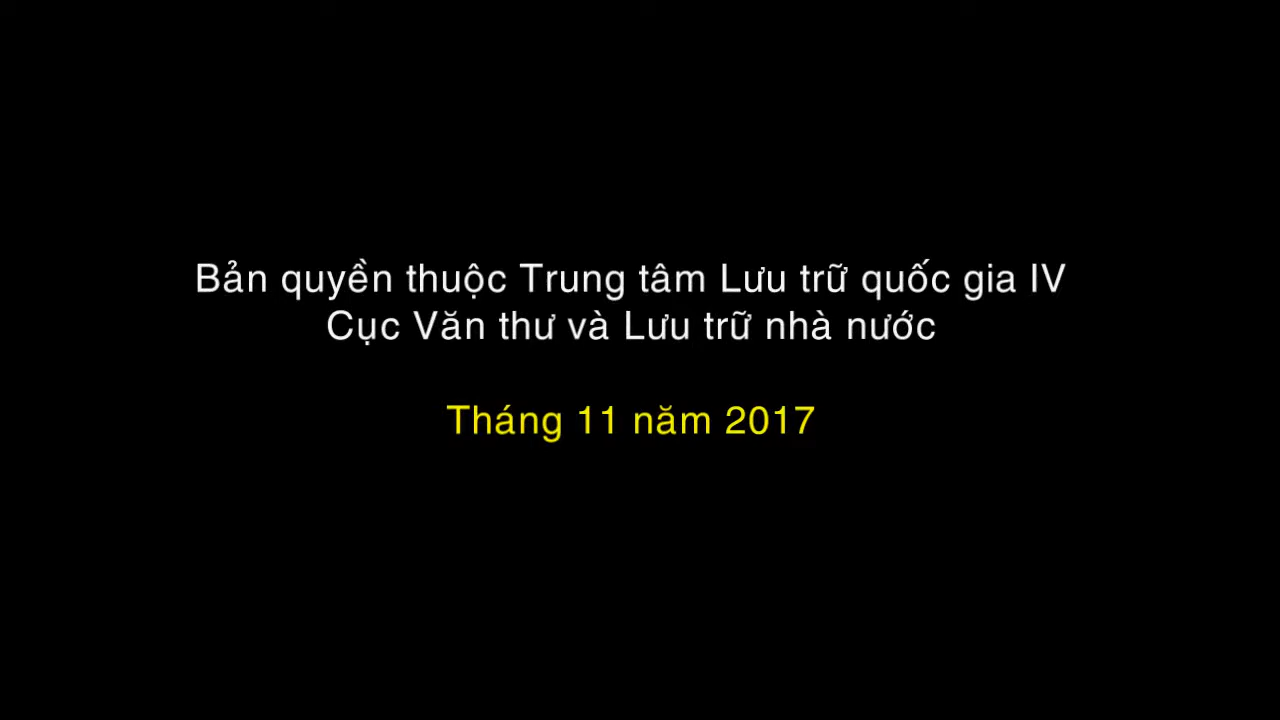 Bản quyền thuộc Trung tâm Lưu trữ quốc gia IV
Cục Văn thư và Lưu trữ nhà nước
Tháng 11 năm 2017